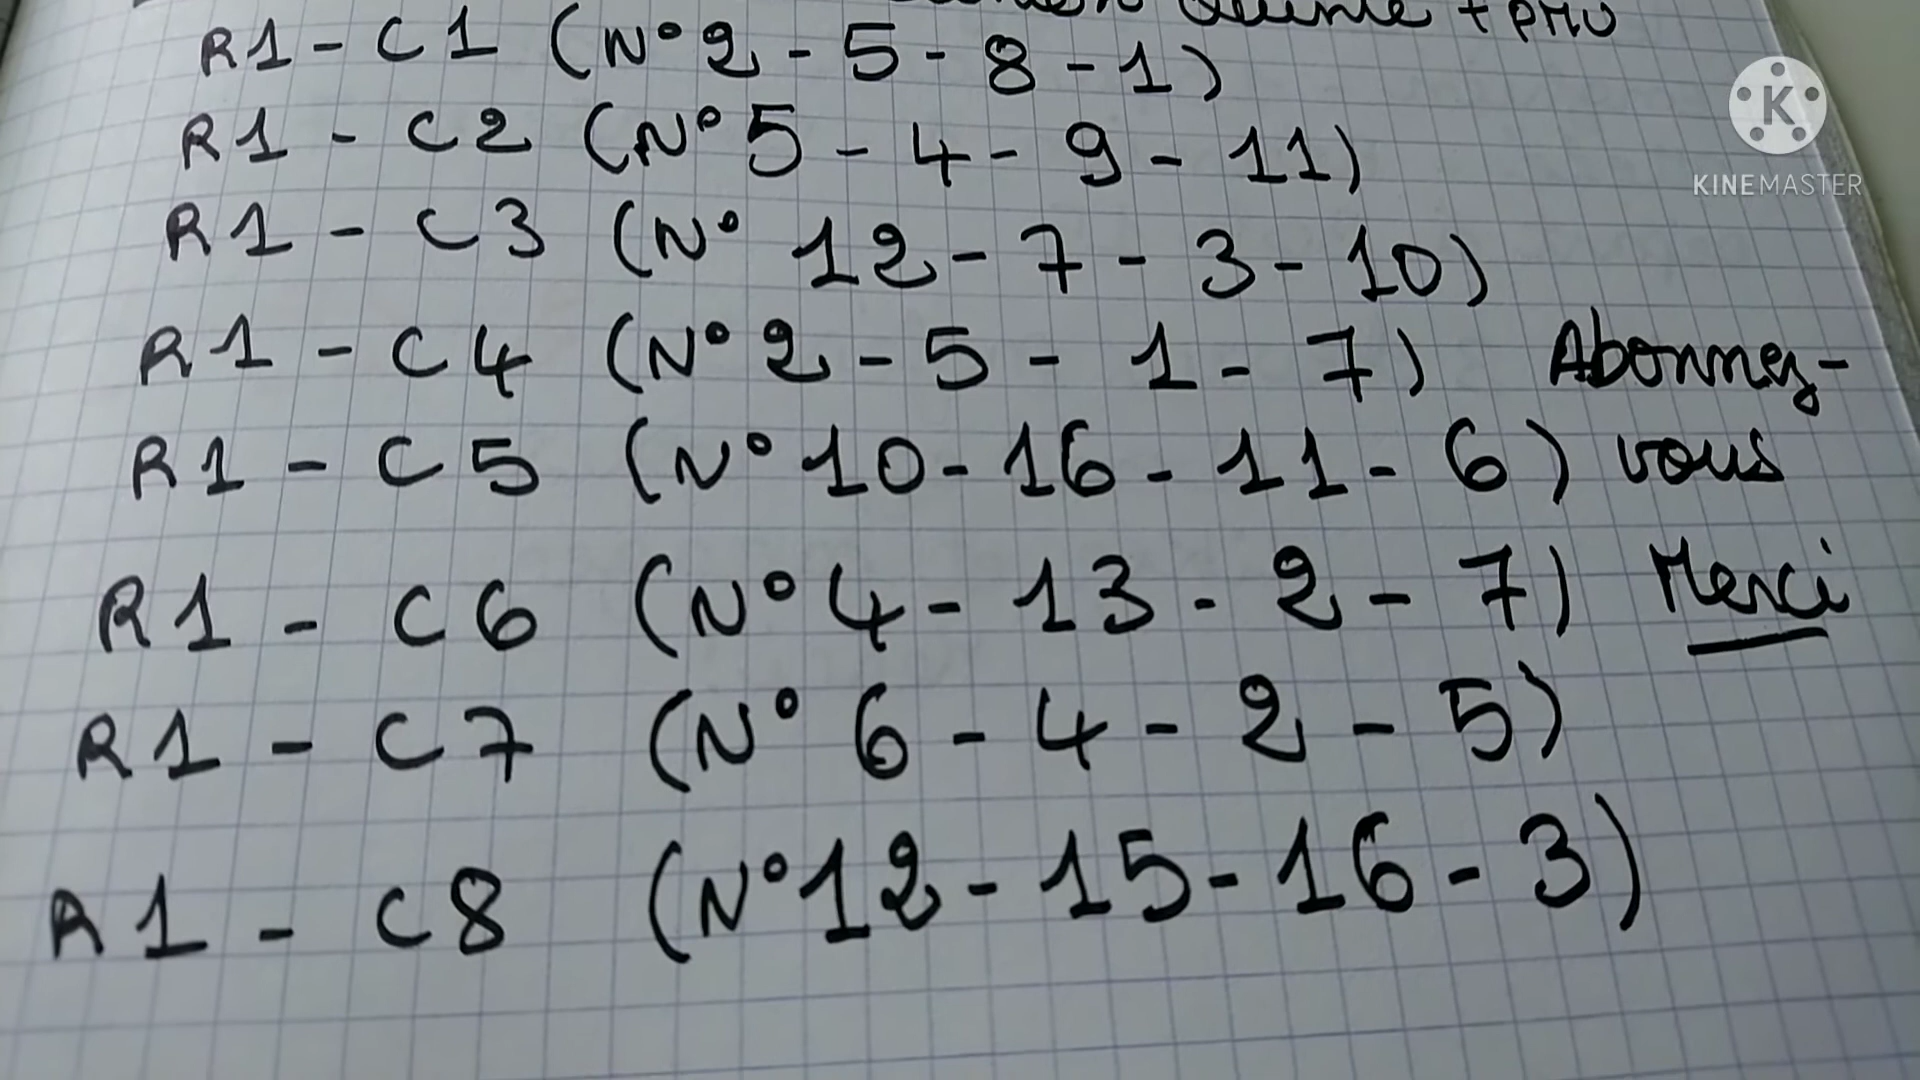 + PMU
R1 - C1 (N° 2 - 5 - 8 - 1)
R1 - C2 (N° 5 - 4 - 9 - 11)
R1 - C3 (N° 12 - 7 - 3 - 10)
R1 - C4 (N° 2 - 5 - 1 - 7) Abonnez-
R1 - C5 (N° 10 - 16 - 11 - 6) vous
R1 - C6 (N° 4 - 13 - 2 - 7) Merci
R1 - C7 (N° 6 - 4 - 2 - 5)
R1 - C8 (N° 12 - 15 - 16 - 3)
K
KINEMASTER